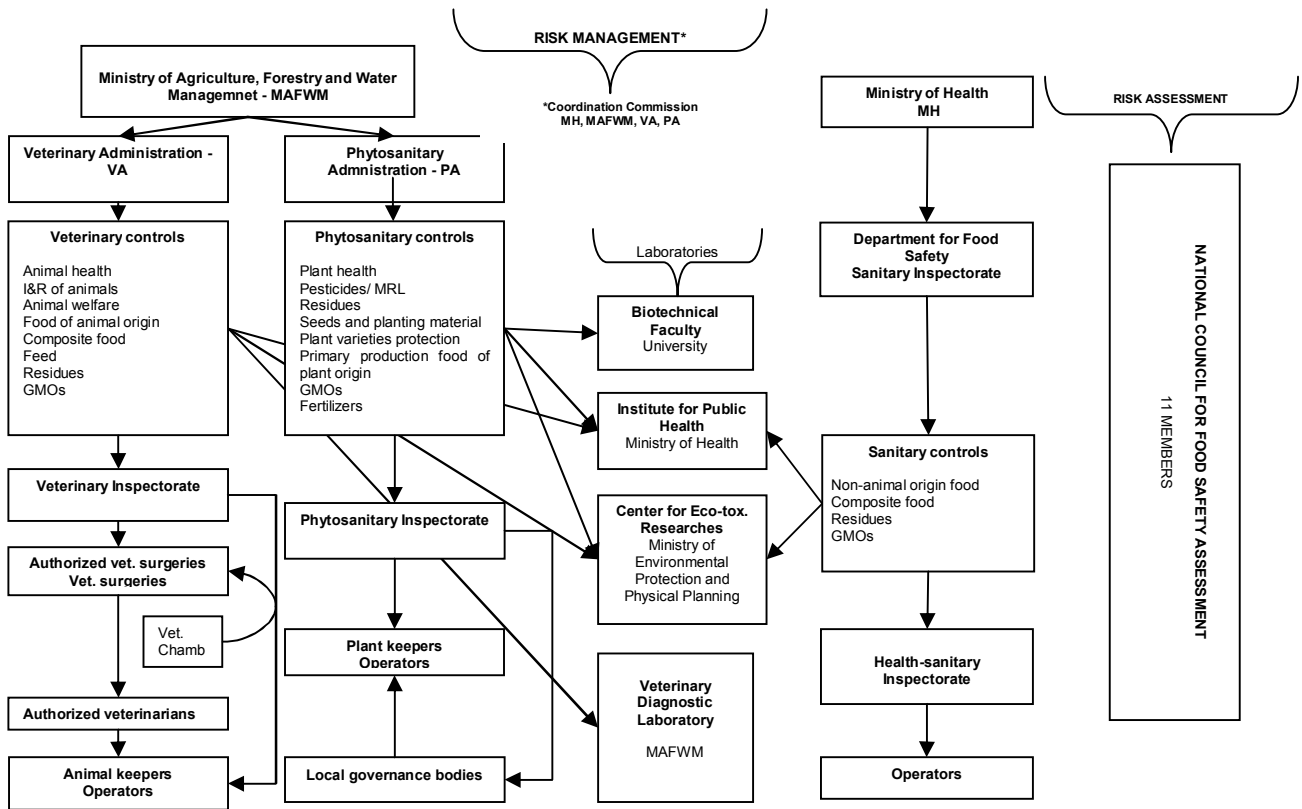 RISK MANAGEMENT*
*Coordination Commission
MH, MAFWM, VA, PA
Ministry of Agriculture, Forestry and Water
Managemnet - MAFWM
Veterinary Administration -
VA
Phytosanitary
Admnistration - PA
Veterinary controls
Animal health
I&R of animals
Animal welfare
Food of animal origin
Composite food
Feed
Residues
GMOs
Phytosanitary controls
Plant health
Pesticides/ MRL
Residues
Seeds and planting material
Plant varieties protection
Primary production food of
plant origin
GMOs
Fertilizers
Veterinary Inspectorate
Authorized vet. surgeries
Vet. surgeries
Vet.
Chamb
Authorized veterinarians
Animal keepers
Operators
Phytosanitary Inspectorate
Plant keepers
Operators
Local governance bodies
Laboratories
Biotechnical
Faculty
University
Institute for Public
Health
Ministry of Health
Center for Eco-tox.
Researches
Ministry of
Environmental
Protection and
Physical Planning
Veterinary
Diagnostic
Laboratory
MAFWM
Ministry of Health
MH
Department for Food
Safety
Sanitary Inspectorate
Sanitary controls
Non-animal origin food
Composite food
Residues
GMOs
Health-sanitary
Inspectorate
Operators
RISK ASSESSMENT
NATIONAL COUNCIL FOR FOOD SAFETY ASSESSMENT
11 MEMBERS